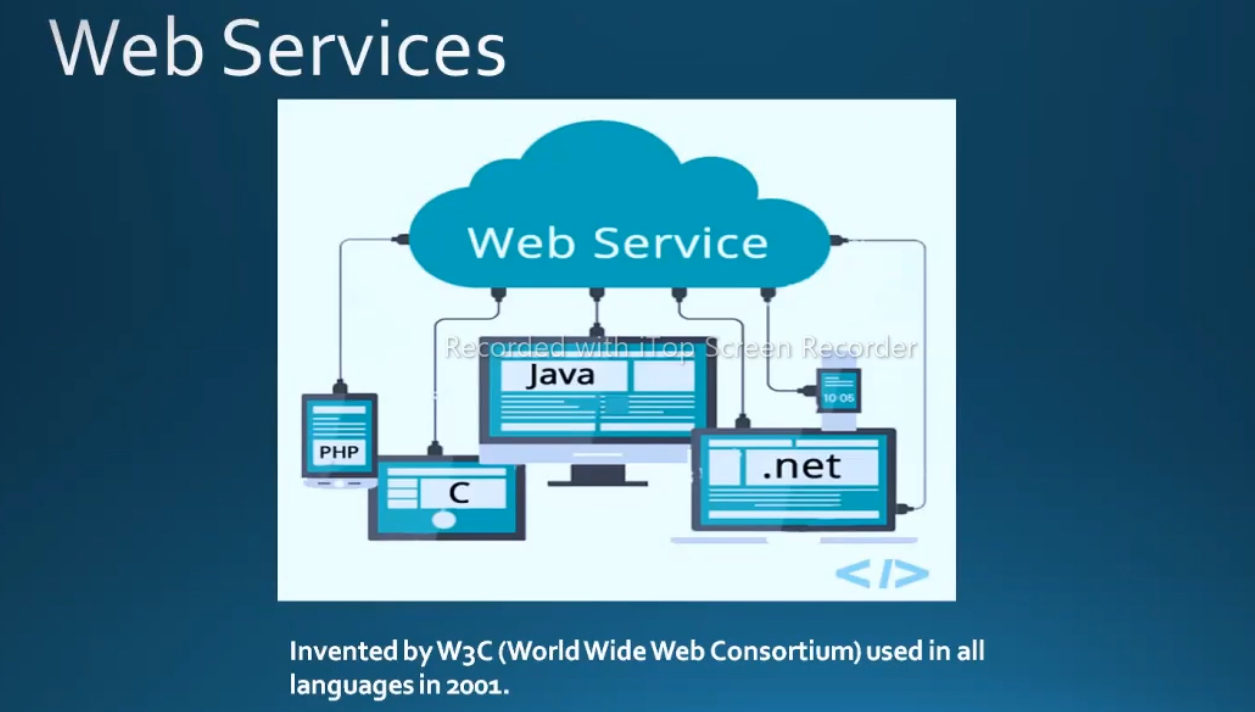 Web Services
Web Service
Recorded with iTop Screen Recorder
Java
10:05
PHP
.net
C
</>
Invented by W3C (World Wide Web Consortium) used in all
languages in 2001.